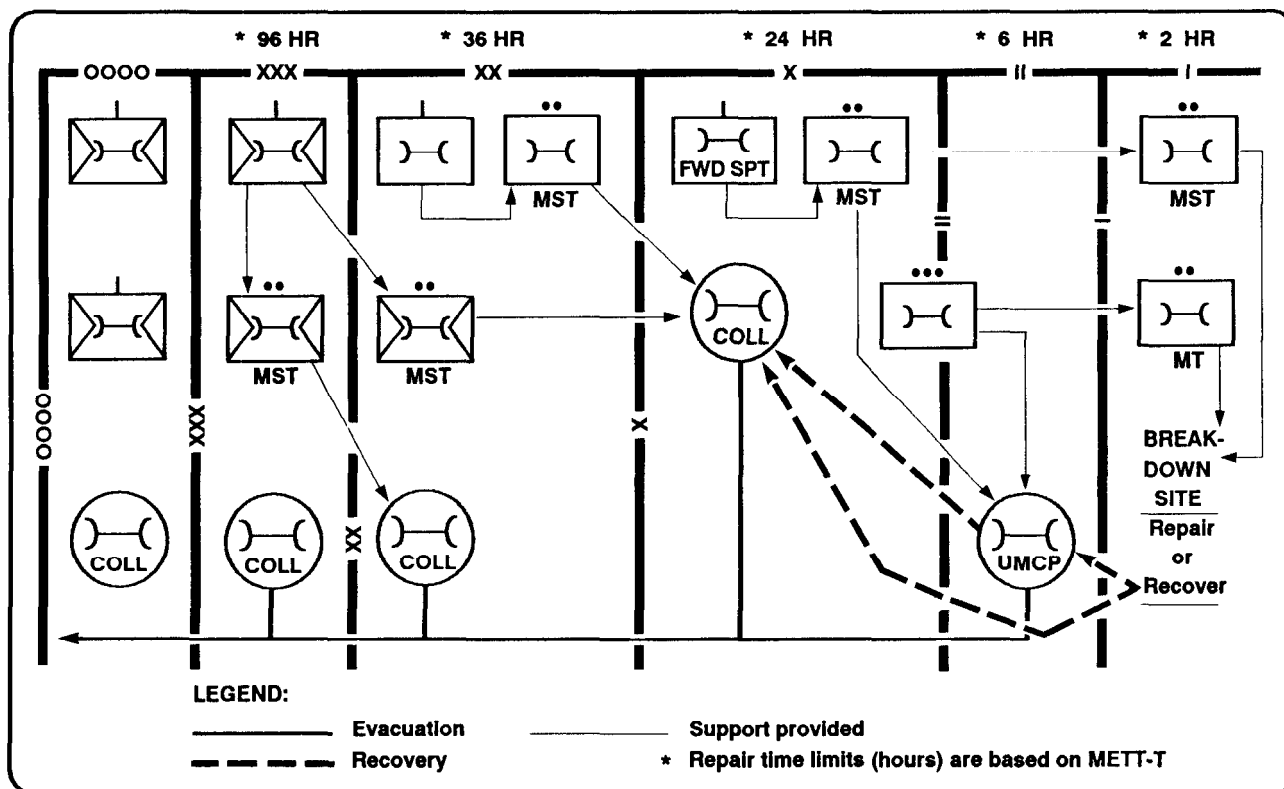 * 96 HR
* 36 HR
* 24 HR
* 6 HR
* 2 HR
OOOO
XXX
XX
X
II
I
FWD SPT
MST
MST
MST
COLL
MST
MST
MT
OOOO
XXX
XX
X
II
I
BREAK-
DOWN
SITE
Repair
or
Recover
COLL
COLL
COLL
UMCP
LEGEND:
Evacuation
Support provided
Recovery
* Repair time limits (hours) are based on METT-T